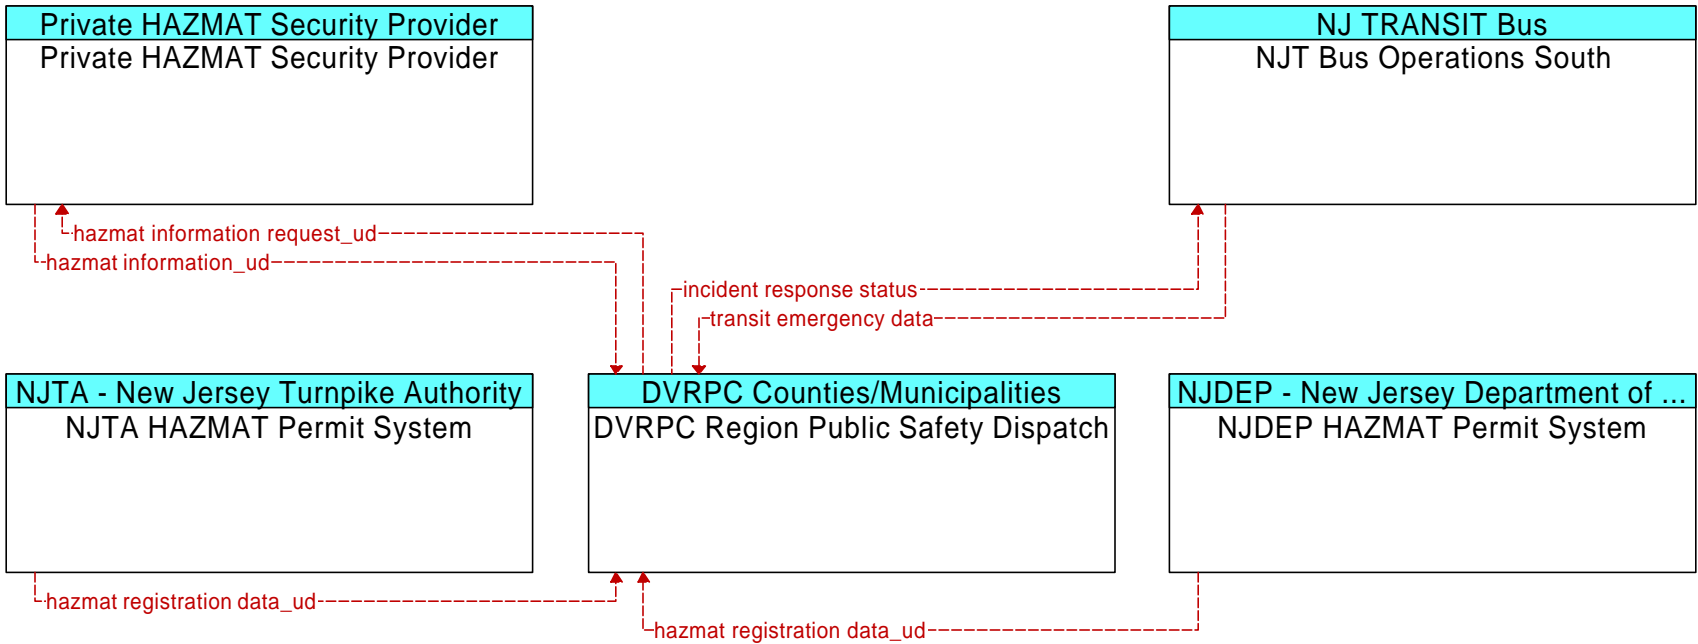 Private HAZMAT Security Provider
Private HAZMAT Security Provider
NJ TRANSIT Bus
NJT Bus Operations South
hazmat information request_ud
hazmat information_ud
incident response status
transit emergency data
NJTA - New Jersey Turnpike Authority
NJTA HAZMAT Permit System
DVRPC Counties/Municipalities
DVRPC Region Public Safety Dispatch
NJDEP - New Jersey Department of ...
NJDEP HAZMAT Permit System
hazmat registration data_ud
hazmat registration data_ud